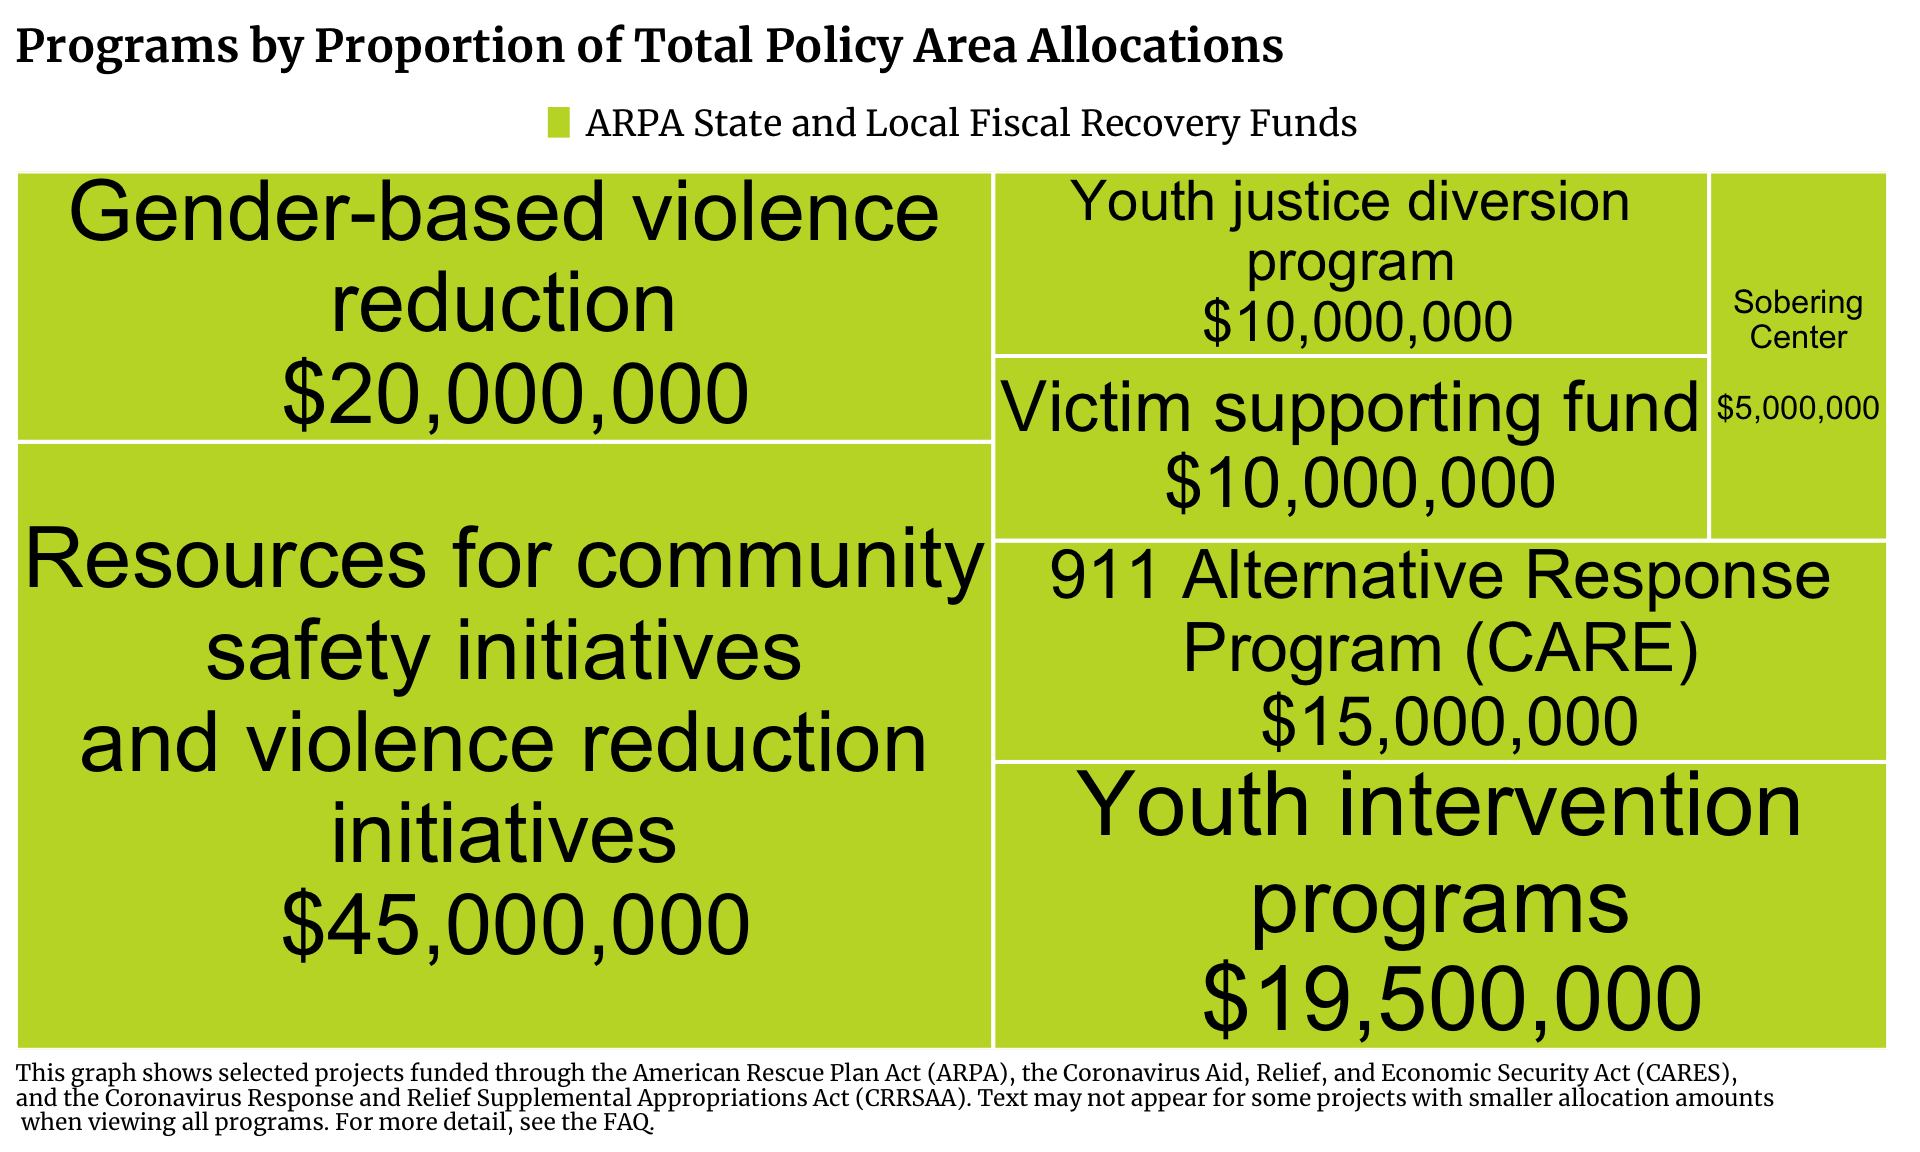 Programs by Proportion of Total Policy Area Allocations
ARPA State and Local Fiscal Recovery Funds
Gender-based violence
reduction
$20,000,000
Resources for community
safety initiatives
and violence reduction
initiatives
$45,000,000
Youth justice diversion
program
$10,000,000
Victim supporting fund
$10,000,000
Sobering
Center
$5,000,000
911 Alternative Response
Program (CARE)
$15,000,000
Youth intervention
programs
$19,500,000
This graph shows selected projects funded through the American Rescue Plan Act (ARPA), the Coronavirus Aid, Relief, and Economic Security Act (CARES),
and the Coronavirus Response and Relief Supplemental Appropriations Act (CRRSAA). Text may not appear for some projects with smaller allocation amounts
when viewing all programs. For more detail, see the FAQ.